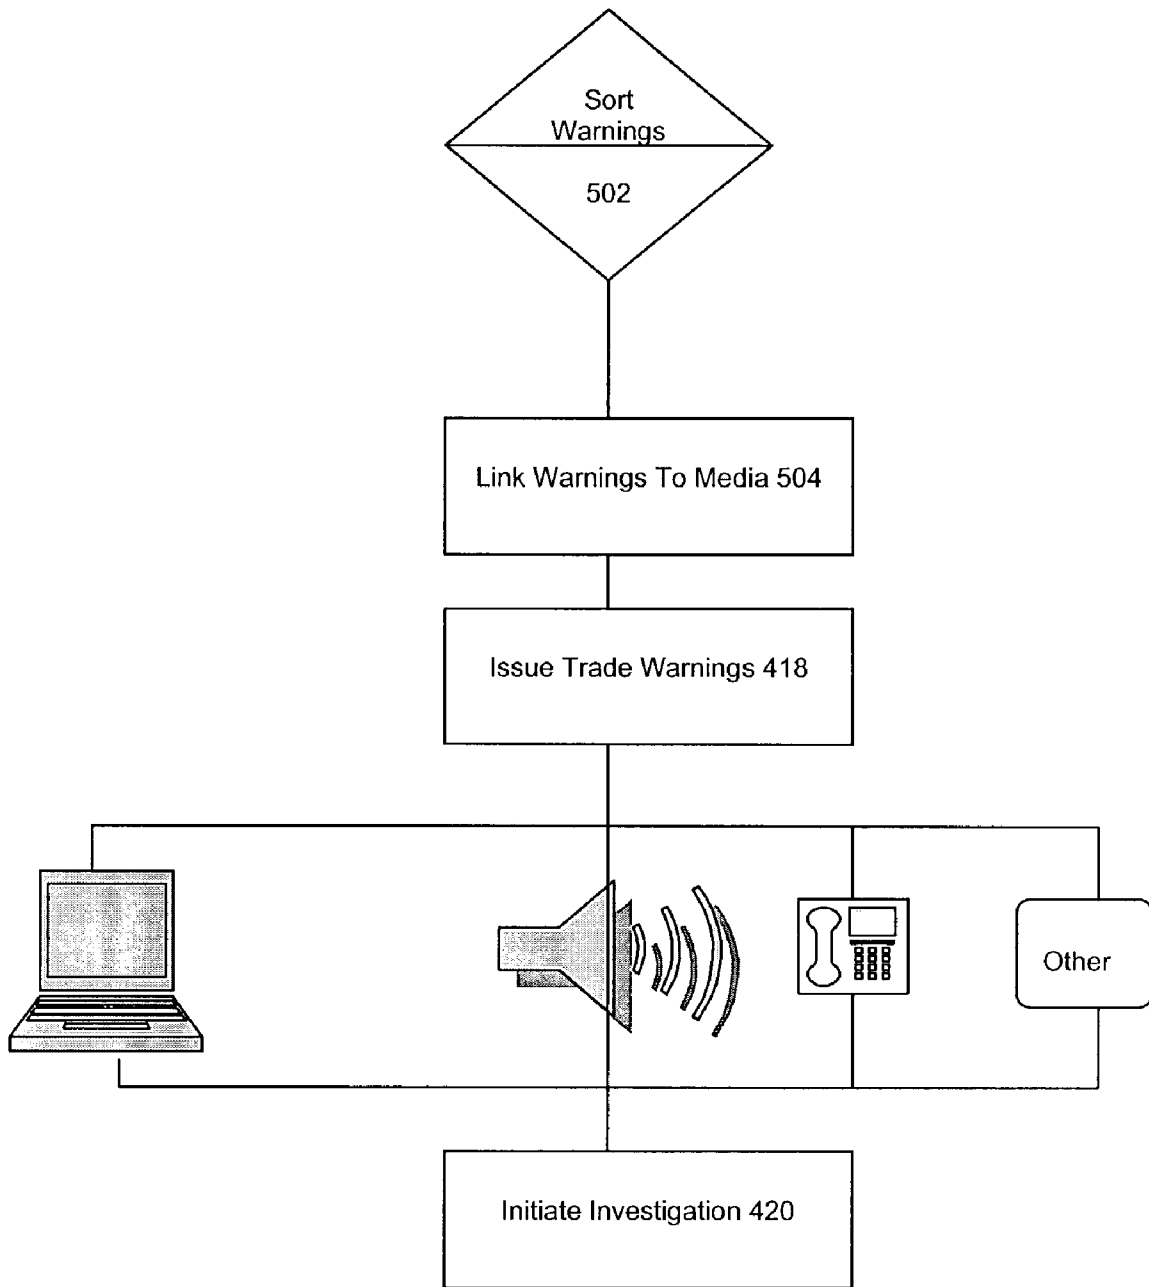 Sort
Warnings
502
Link Warnings To Media 504
Issue Trade Warnings 418
Other
Initiate Investigation 420